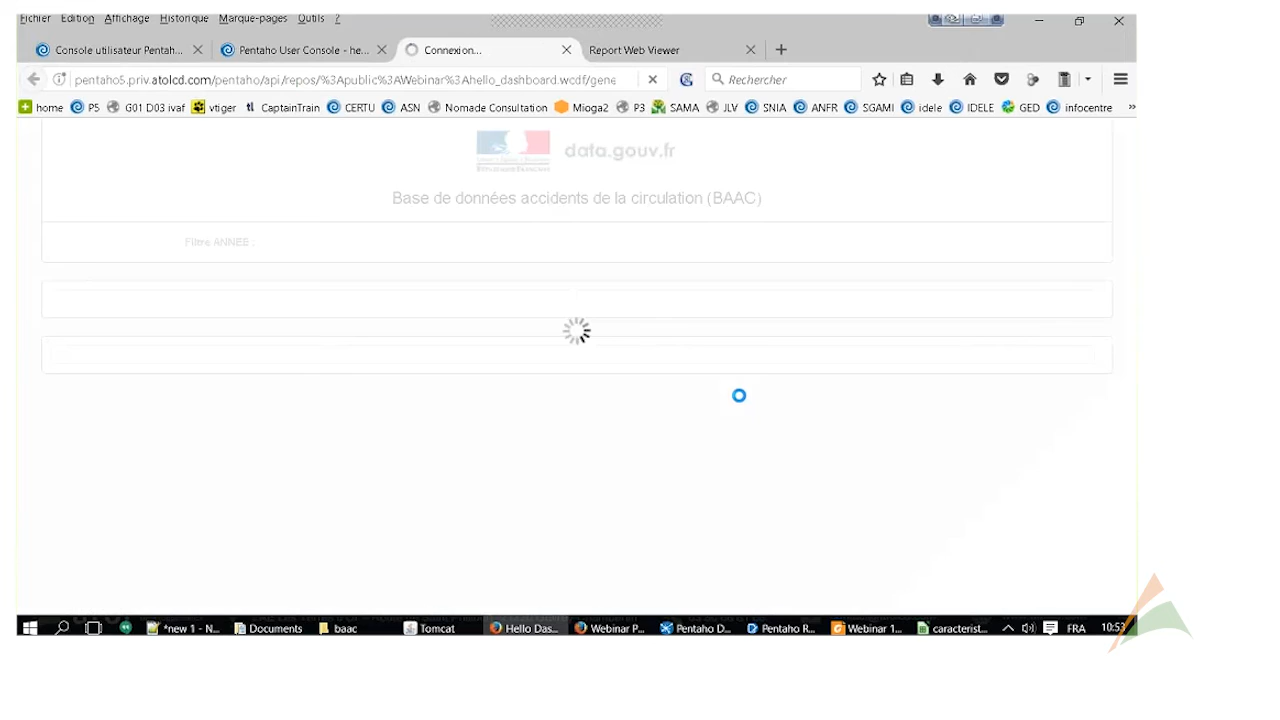 Fichier Edition Affichage Historique Marque-pages Outils ?
Console utilisateur Pentah... Pentaho User Console - he... Connexion... Report Web Viewer
pentaho5.priv.atolcd.com/pentaho/api/repos/%3Apublic%3AWebinar%3Ahello_dashboard.wcdf/gene Rechercher
home P5 G01 D03 ivaf vtiger CaptainTrain CERTU ASN Nomade Consultation Mioga2 P3 SAMA JLV SNIA ANFR SGAMI idele IDELE GED infocentre »
data.gouv.fr
Base de données accidents de la circulation (BAAC)
Filtre ANNEE :
*new 1 - N... Documents baac Tomcat Hello Das... Webinar P... Pentaho D... Pentaho R... Webinar 1... caracterist... FRA 10:53